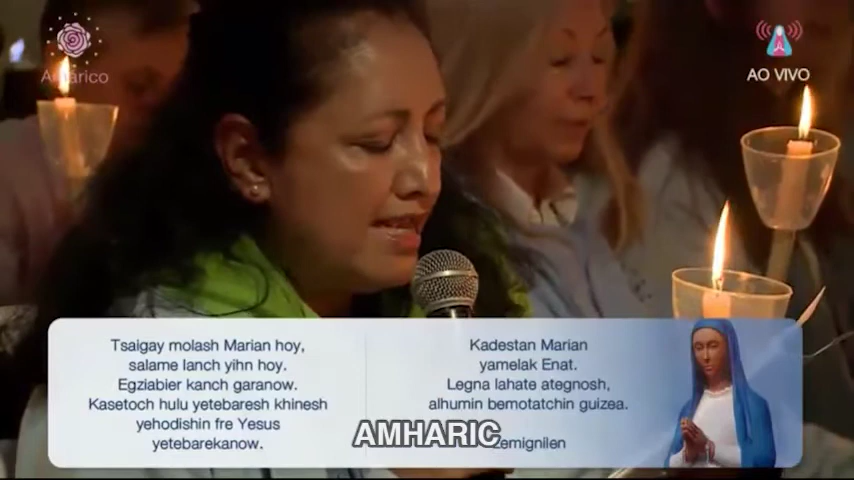 Amárico
AO VIVO
Tsaigay molash Marian hoy,
salame lanch yihn hoy.
Egziabier kanch garanow.
Kasetoch hulu yetebaresh khinesh
yehodishin fre Yesus
yetebarekanow.
Kadestan Marian
yamelak Enat.
Legna lahate ategnosh,
alhumin bemotatchin guizea.
AMHARIC